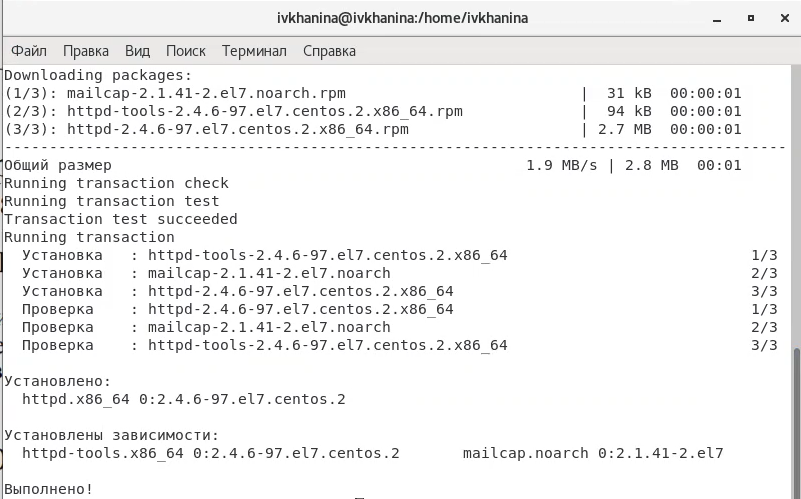 ivkhanina@ivkhanina:/home/ivkhanina
Файл Правка Вид Поиск Терминал Справка
Downloading packages:
(1/3): mailcap-2.1.41-2.el7.noarch.rpm | 31 kB 00:00:01
(2/3): httpd-tools-2.4.6-97.el7.centos.2.x86_64.rpm | 94 kB 00:00:01
(3/3): httpd-2.4.6-97.el7.centos.2.x86_64.rpm | 2.7 MB 00:00:01
--------------------------------------------------------------------------------
Общий размер 1.9 MB/s | 2.8 MB 00:01
Running transaction check
Running transaction test
Transaction test succeeded
Running transaction
Установка : httpd-tools-2.4.6-97.el7.centos.2.x86_64 1/3
Установка : mailcap-2.1.41-2.el7.noarch 2/3
Установка : httpd-2.4.6-97.el7.centos.2.x86_64 3/3
Проверка : httpd-2.4.6-97.el7.centos.2.x86_64 1/3
Проверка : mailcap-2.1.41-2.el7.noarch 2/3
Проверка : httpd-tools-2.4.6-97.el7.centos.2.x86_64 3/3
Установлено:
httpd.x86_64 0:2.4.6-97.el7.centos.2
Установлены зависимости:
httpd-tools.x86_64 0:2.4.6-97.el7.centos.2 mailcap.noarch 0:2.1.41-2.el7
Выполнено!